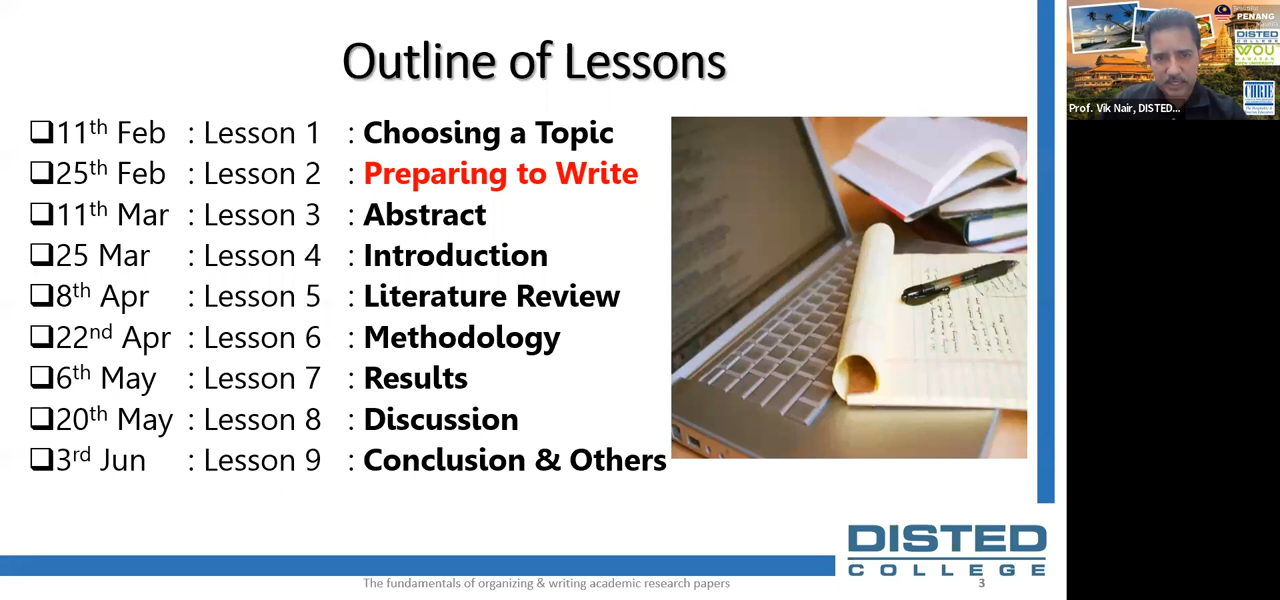 Outline of Lessons
❑11th Feb : Lesson 1 : Choosing a Topic
❑25th Feb : Lesson 2 : Preparing to Write
❑11th Mar : Lesson 3 : Abstract
❑25 Mar : Lesson 4 : Introduction
❑8th Apr : Lesson 5 : Literature Review
❑22nd Apr : Lesson 6 : Methodology
❑6th May : Lesson 7 : Results
❑20th May : Lesson 8 : Discussion
❑3rd Jun : Lesson 9 : Conclusion & Others
DISTED
COLLEGE
The fundamentals of organizing & writing academic research papers
3
PENANG
DISTED
COLLEGE
WOU
CHRIE
Prof. Vik Nair, DISTED...